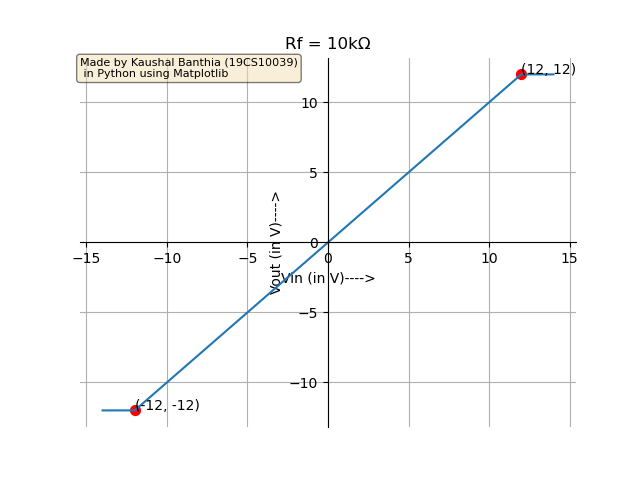 Rf = 10kΩ
Made by Kaushal Banthia (19CS10039)
in Python using Matplotlib
(12, 12)
10
5
Vout (in V)---->
0
−15
−10
−5
0
5
10
15
Vin (in V)---->
−5
−10
(-12, -12)